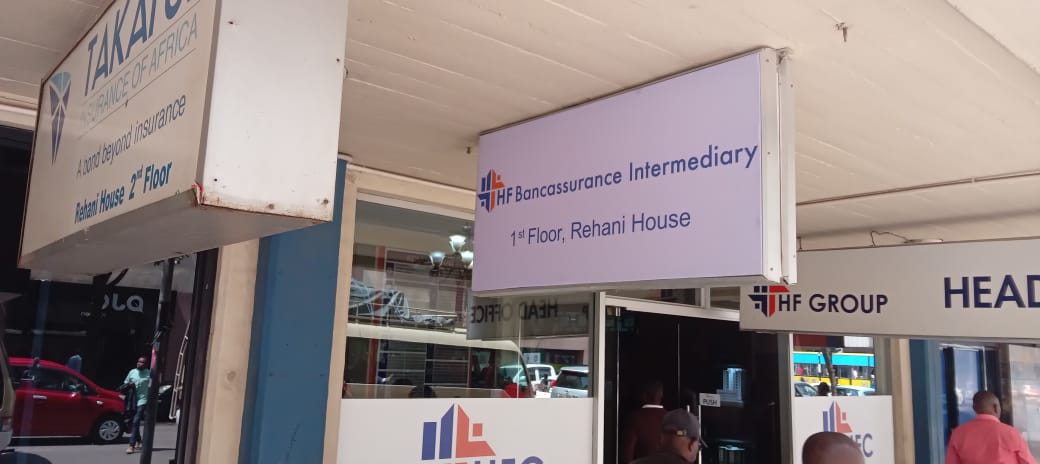 INSURANCE OF AFRICA
A bond beyond insurance
Rehani House 2nd Floor
HF Bancassurance Intermediary
1st Floor, Rehani House
HF GROUP
HEAD
HEAD OFFICE
PUSH